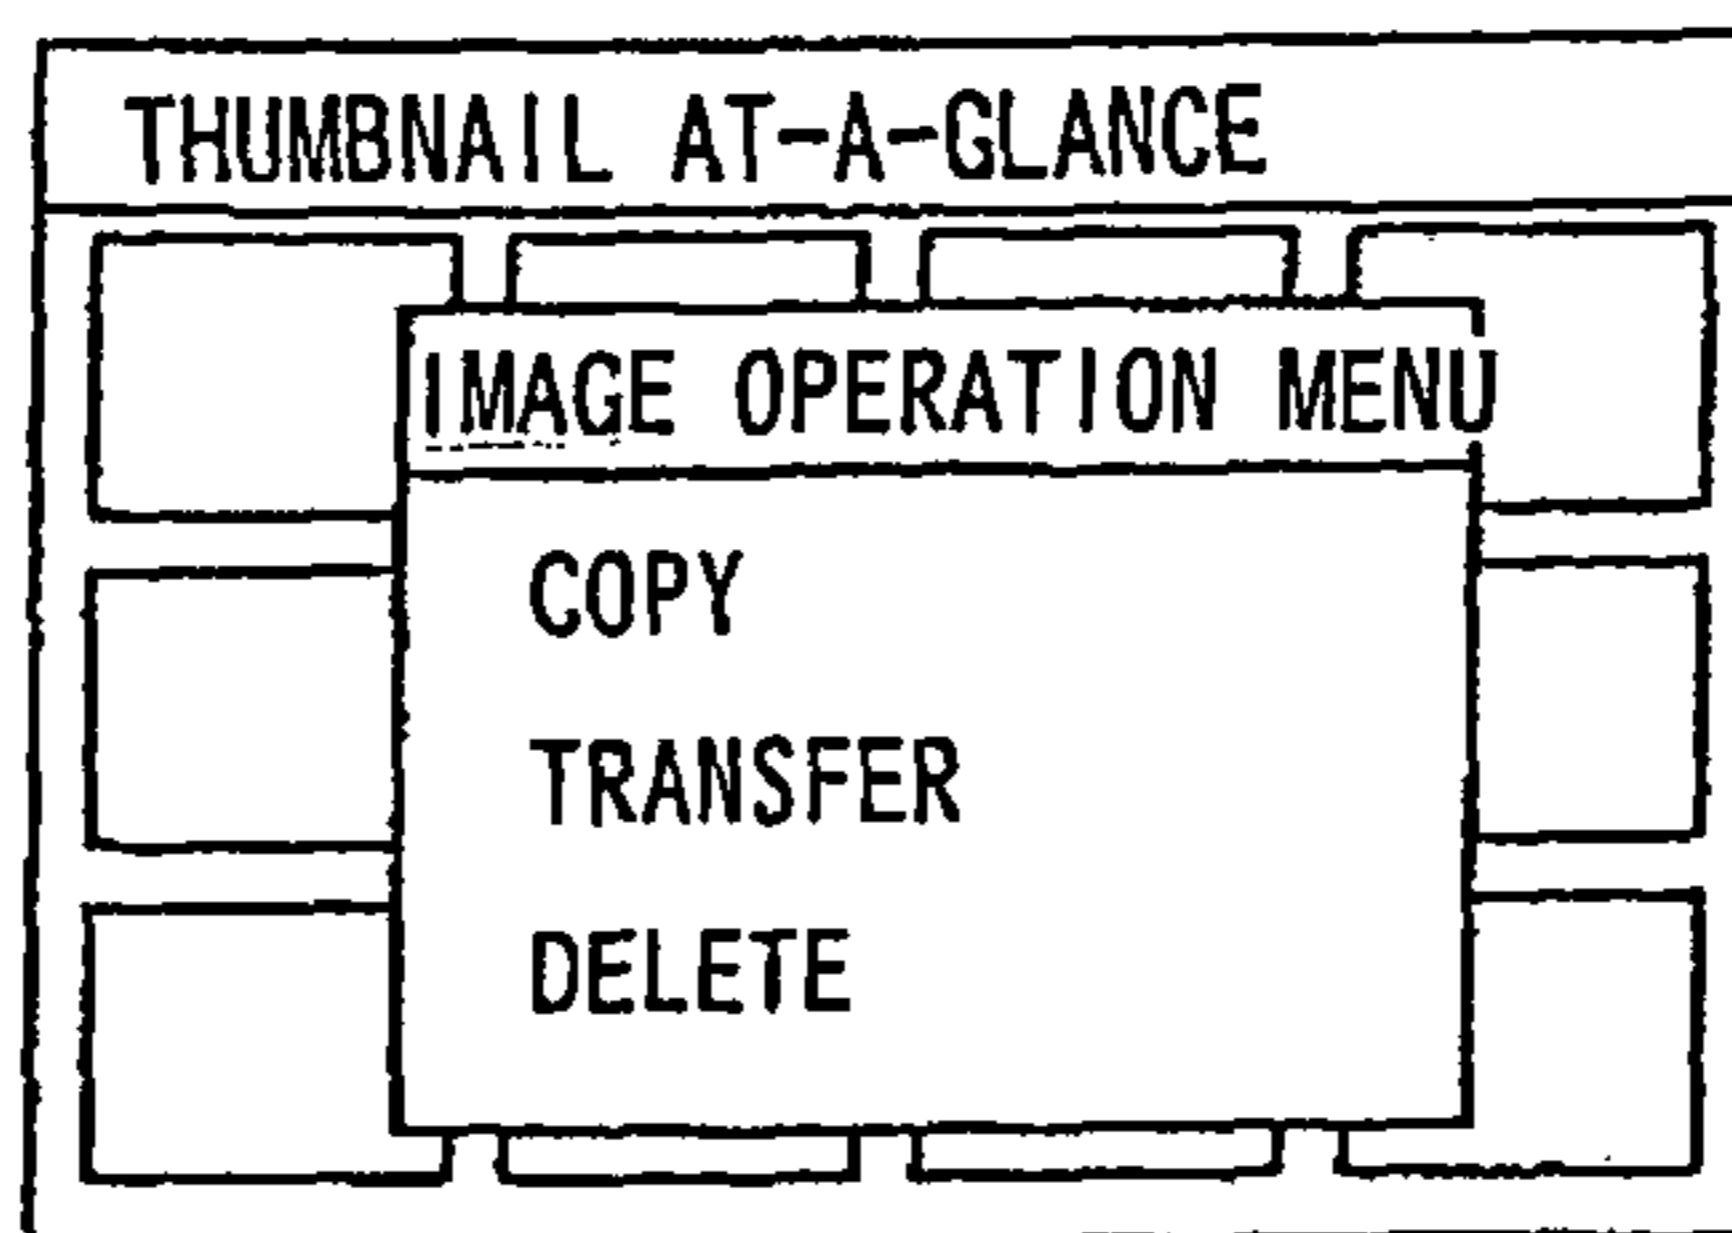 THUMBNAIL AT-A-GLANCE
IMAGE OPERATION MENU
COPY
TRANSFER
DELETE